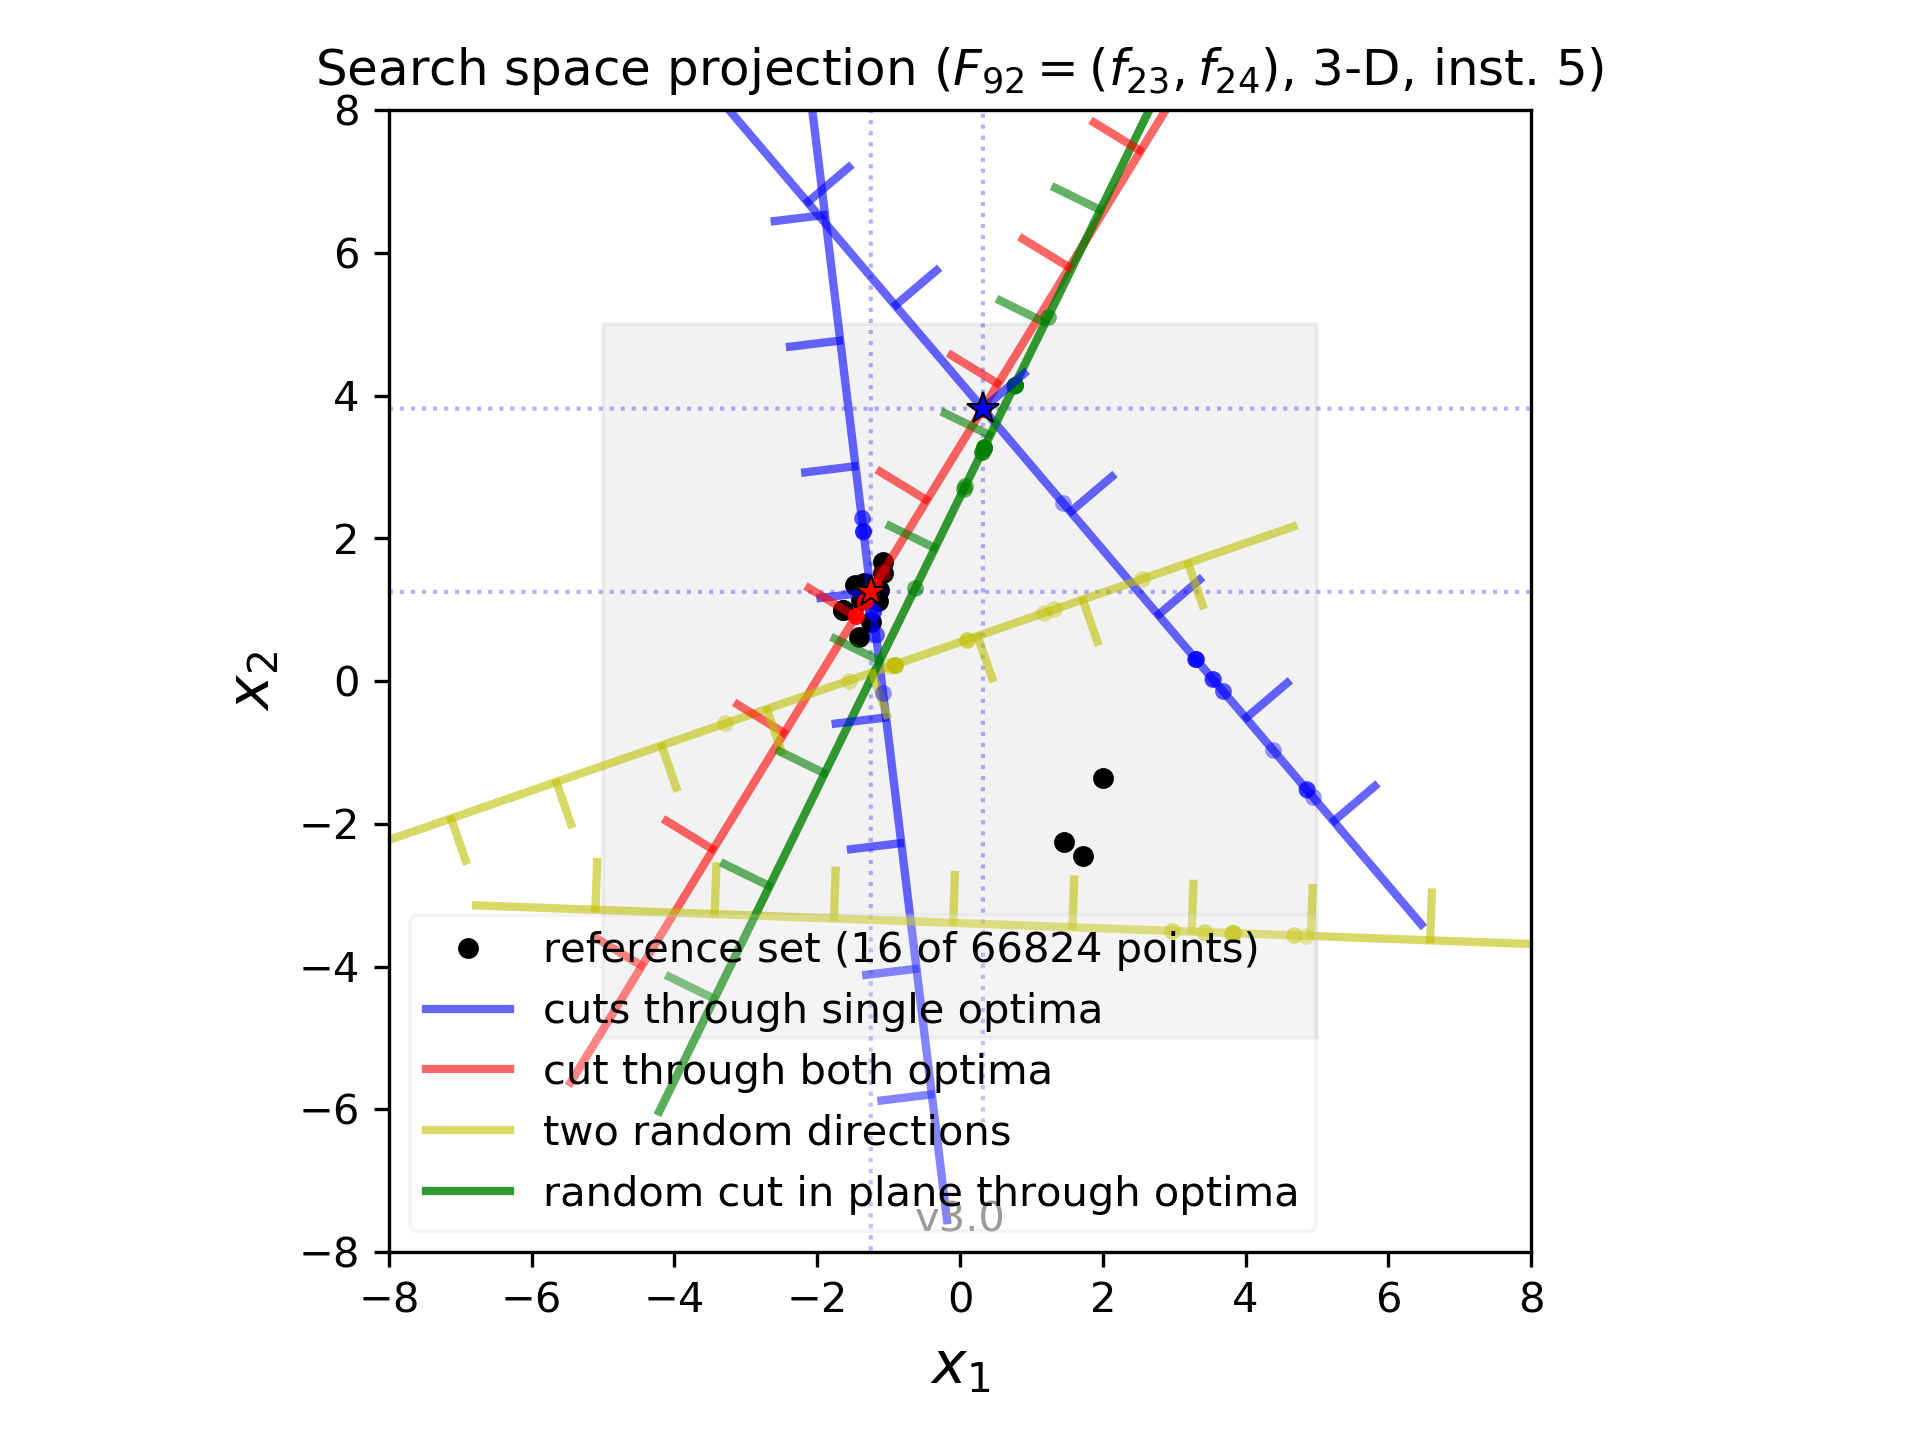 Search space projection (F92 = (f23, f24), 3-D, inst. 5)
8
6
4
2
0
−2
−4
−6
−8
x2
reference set (16 of 66824 points)
cuts through single optima
cut through both optima
two random directions
random cut in plane through optima
v3.0
−8 −6 −4 −2 0 2 4 6 8
x1